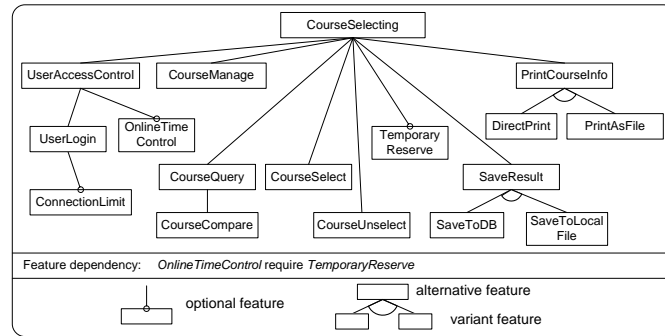 CourseSelecting
UserAccessControl
CourseManage
PrintCourseInfo
UserLogin
OnlineTime
Control
Temporary
Reserve
DirectPrint
PrintAsFile
ConnectionLimit
CourseQuery
CourseSelect
SaveResult
CourseCompare
CourseUnselect
SaveToDB
SaveToLocal
File
Feature dependency: OnlineTimeControl require TemporaryReserve
optional feature
alternative feature
variant feature